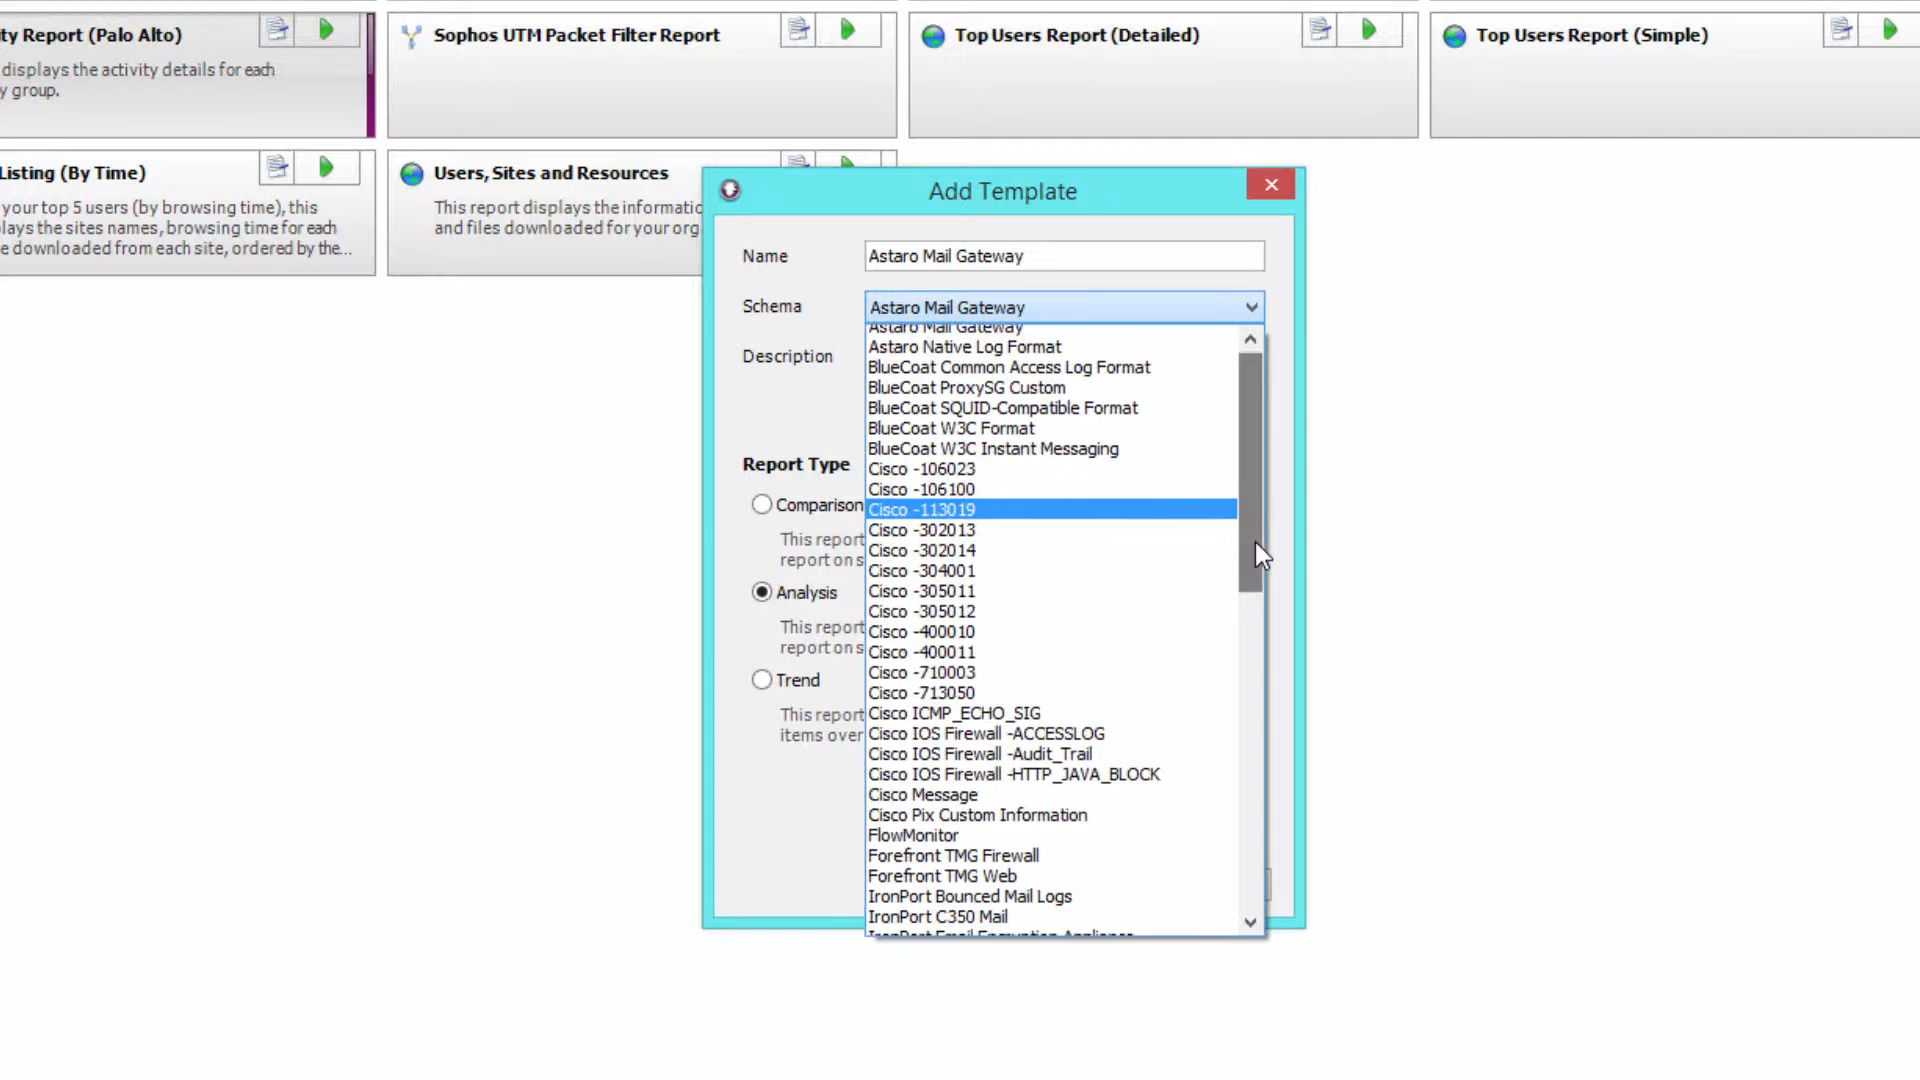 ty Report (Palo Alto)
displays the activity details for each
y group.
Sophos UTM Packet Filter Report
Top Users Report (Detailed)
Top Users Report (Simple)
Listing (By Time)
your top 5 users (by browsing time), this
lays the sites names, browsing time for each
e downloaded from each site, ordered by the...
Users, Sites and Resources
This report displays the informatio
and files downloaded for your org
Add Template
Name
Astaro Mail Gateway
Schema
Astaro Mail Gateway
Description
Astaro Mail Gateway
Astaro Native Log Format
BlueCoat Common Access Log Format
BlueCoat ProxySG Custom
BlueCoat SQUID-Compatible Format
BlueCoat W3C Format
BlueCoat W3C Instant Messaging
Cisco -106023
Cisco -106100
Cisco -113019
Cisco -302013
Cisco -302014
Cisco -304001
Cisco -305011
Cisco -305012
Cisco -400010
Cisco -400011
Cisco -710003
Cisco -713050
Cisco ICMP_ECHO_SIG
Cisco IOS Firewall -ACCESSLOG
Cisco IOS Firewall -Audit_Trail
Cisco IOS Firewall -HTTP_JAVA_BLOCK
Cisco Message
Cisco Pix Custom Information
FlowMonitor
Forefront TMG Firewall
Forefront TMG Web
IronPort Bounced Mail Logs
IronPort C350 Mail
IronPort Email Encryption Appliance
Report Type
Comparison
This report
report on s
Analysis
This report
report on s
Trend
This report
items over